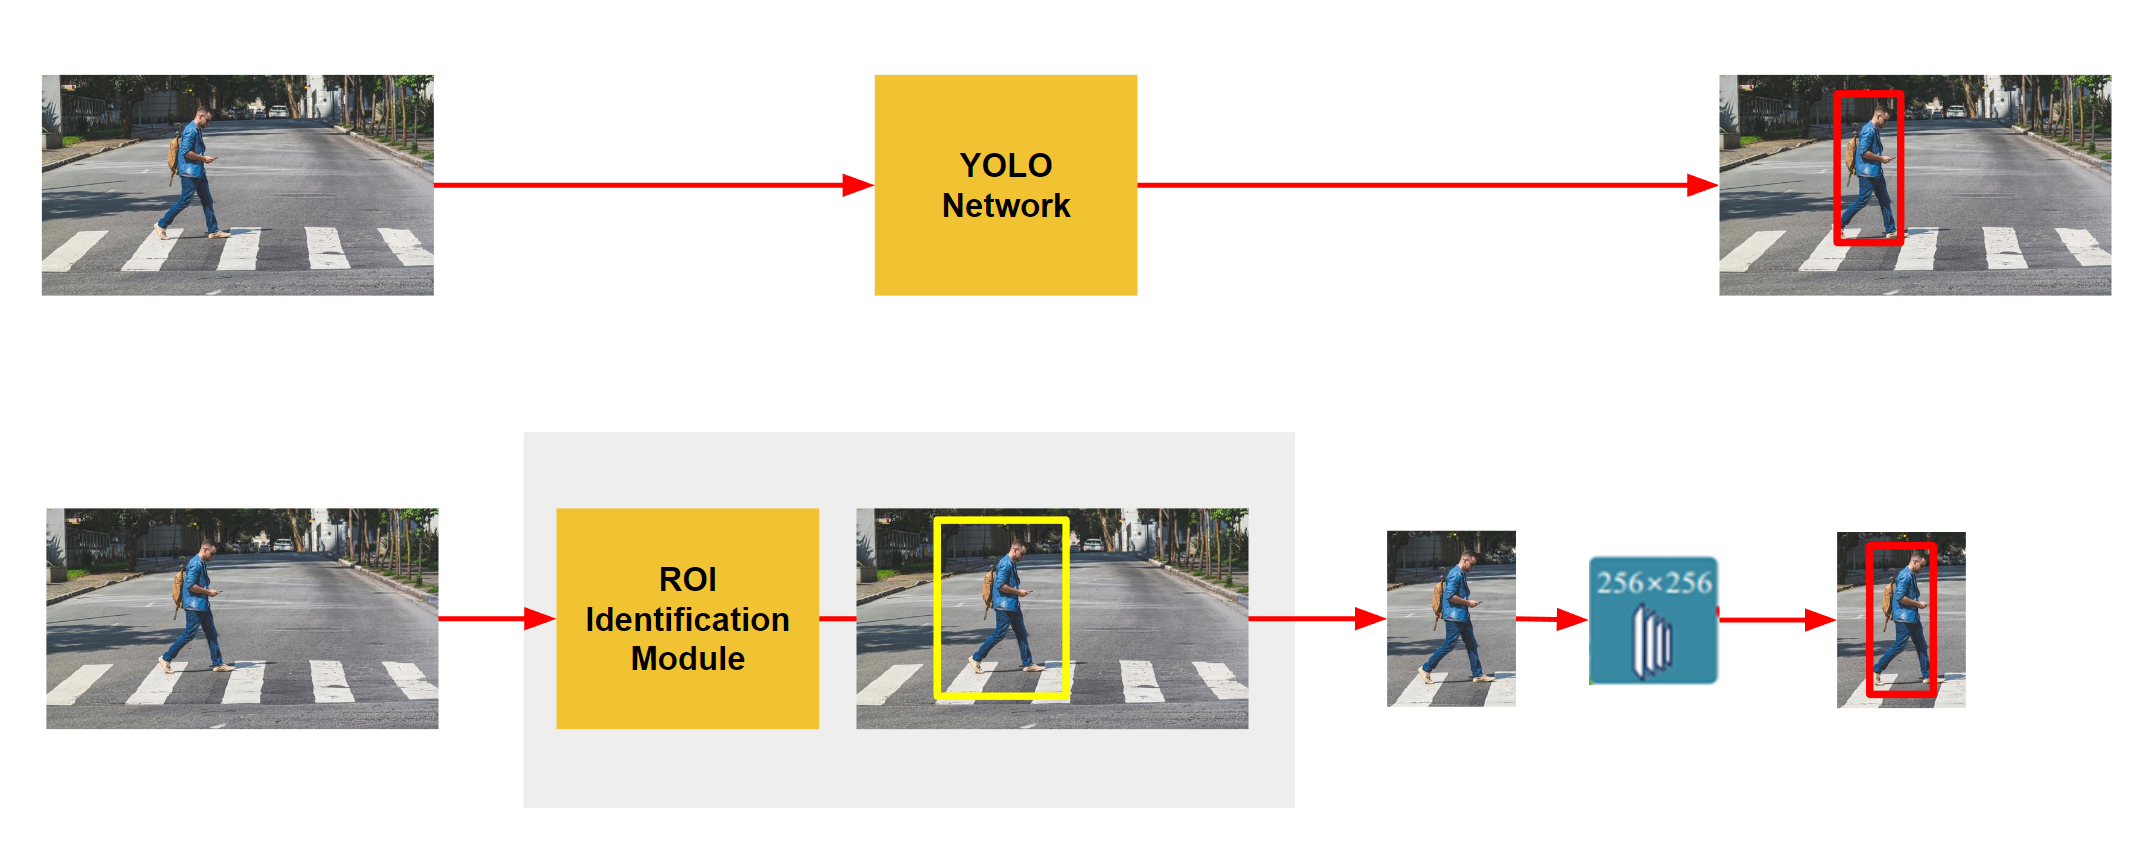 YOLO
Network
ROI
Identification
Module
256×256